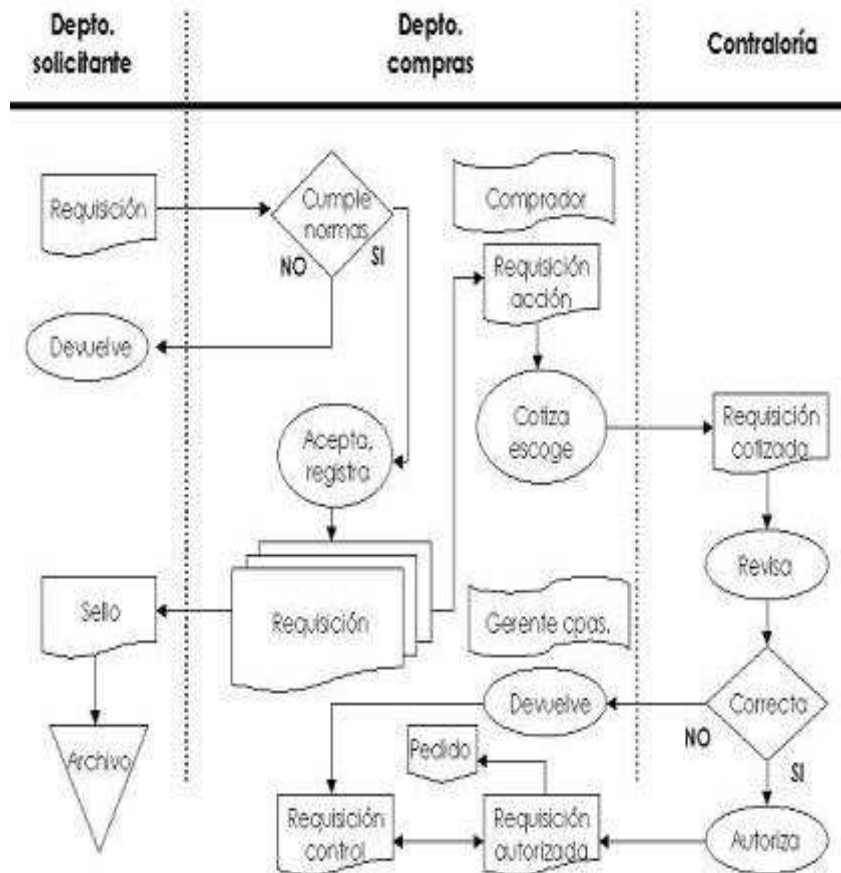 Depto.
solicitante
Depto.
compras
Contraloría
Requisición
Cumple
normas
NO
SI
Comprador
Requisición
acción
Devuelve
Acepta,
registra
Cotiza
escoge
Requisición
cotizada
Revisa
Sello
Requisición
Gerente cpas.
Devuelve
Correcta
NO
SI
Archivo
Pedido
Requisición
control
Requisición
autorizada
Autoriza